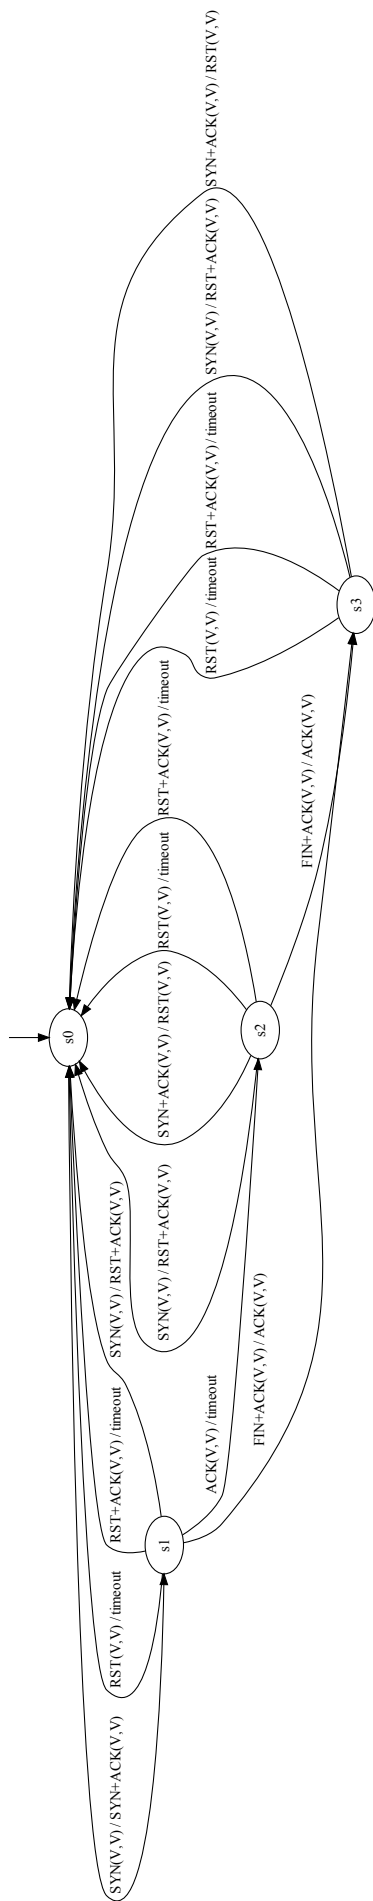 s0
s1
s2
s3
SYN(V,V) / SYN+ACK(V,V)
RST(V,V) / timeout
RST+ACK(V,V) / timeout
SYN(V,V) / RST+ACK(V,V)
ACK(V,V) / timeout
FIN+ACK(V,V) / ACK(V,V)
SYN(V,V) / RST+ACK(V,V)
SYN+ACK(V,V) / RST(V,V)
RST(V,V) / timeout
RST+ACK(V,V) / timeout
FIN+ACK(V,V) / ACK(V,V)
RST(V,V) / timeout
RST+ACK(V,V) / timeout
SYN(V,V) / RST+ACK(V,V)
SYN+ACK(V,V) / RST(V,V)